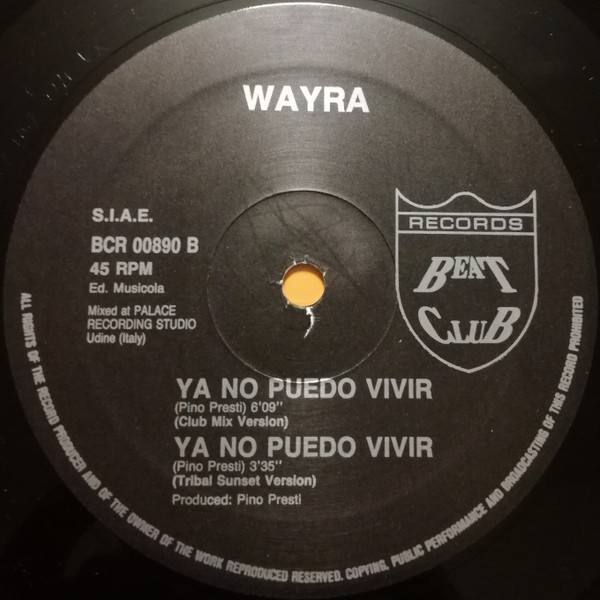 WAYRA
S.I.A.E.
BCR 00890 B
45 RPM
Ed. Musicola
Mixed at PALACE
RECORDING STUDIO
Udine (Italy)
RECORDS
BEAT
CLUB
YA NO PUEDO VIVIR
(Pino Presti) 6'09"
(Club Mix Version)
YA NO PUEDO VIVIR
(Pino Presti) 3'35"
(Tribal Sunset Version)
Produced: Pino Presti
ALL RIGHTS OF THE RECORD PRODUCER AND OF THE OWNER OF THE WORK REPRODUCED RESERVED. COPYING, PUBLIC PERFORMANCE AND BROADCASTING OF THIS RECORD PROHIBITED